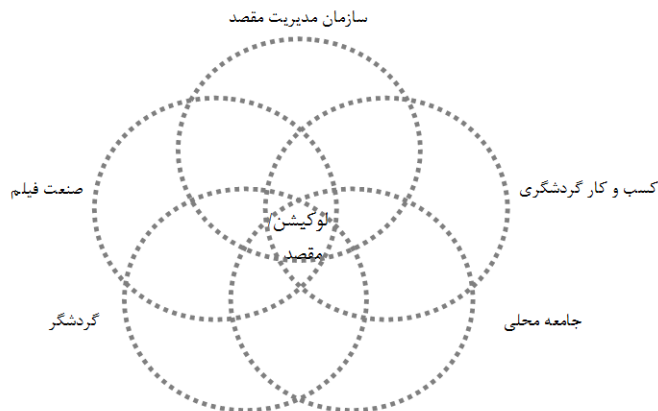 سازمان مدیریت مقصد
کسب و کار گردشگری
صنعت فیلم
لوکیشن/
مقصد
جامعه محلی
گردشگر